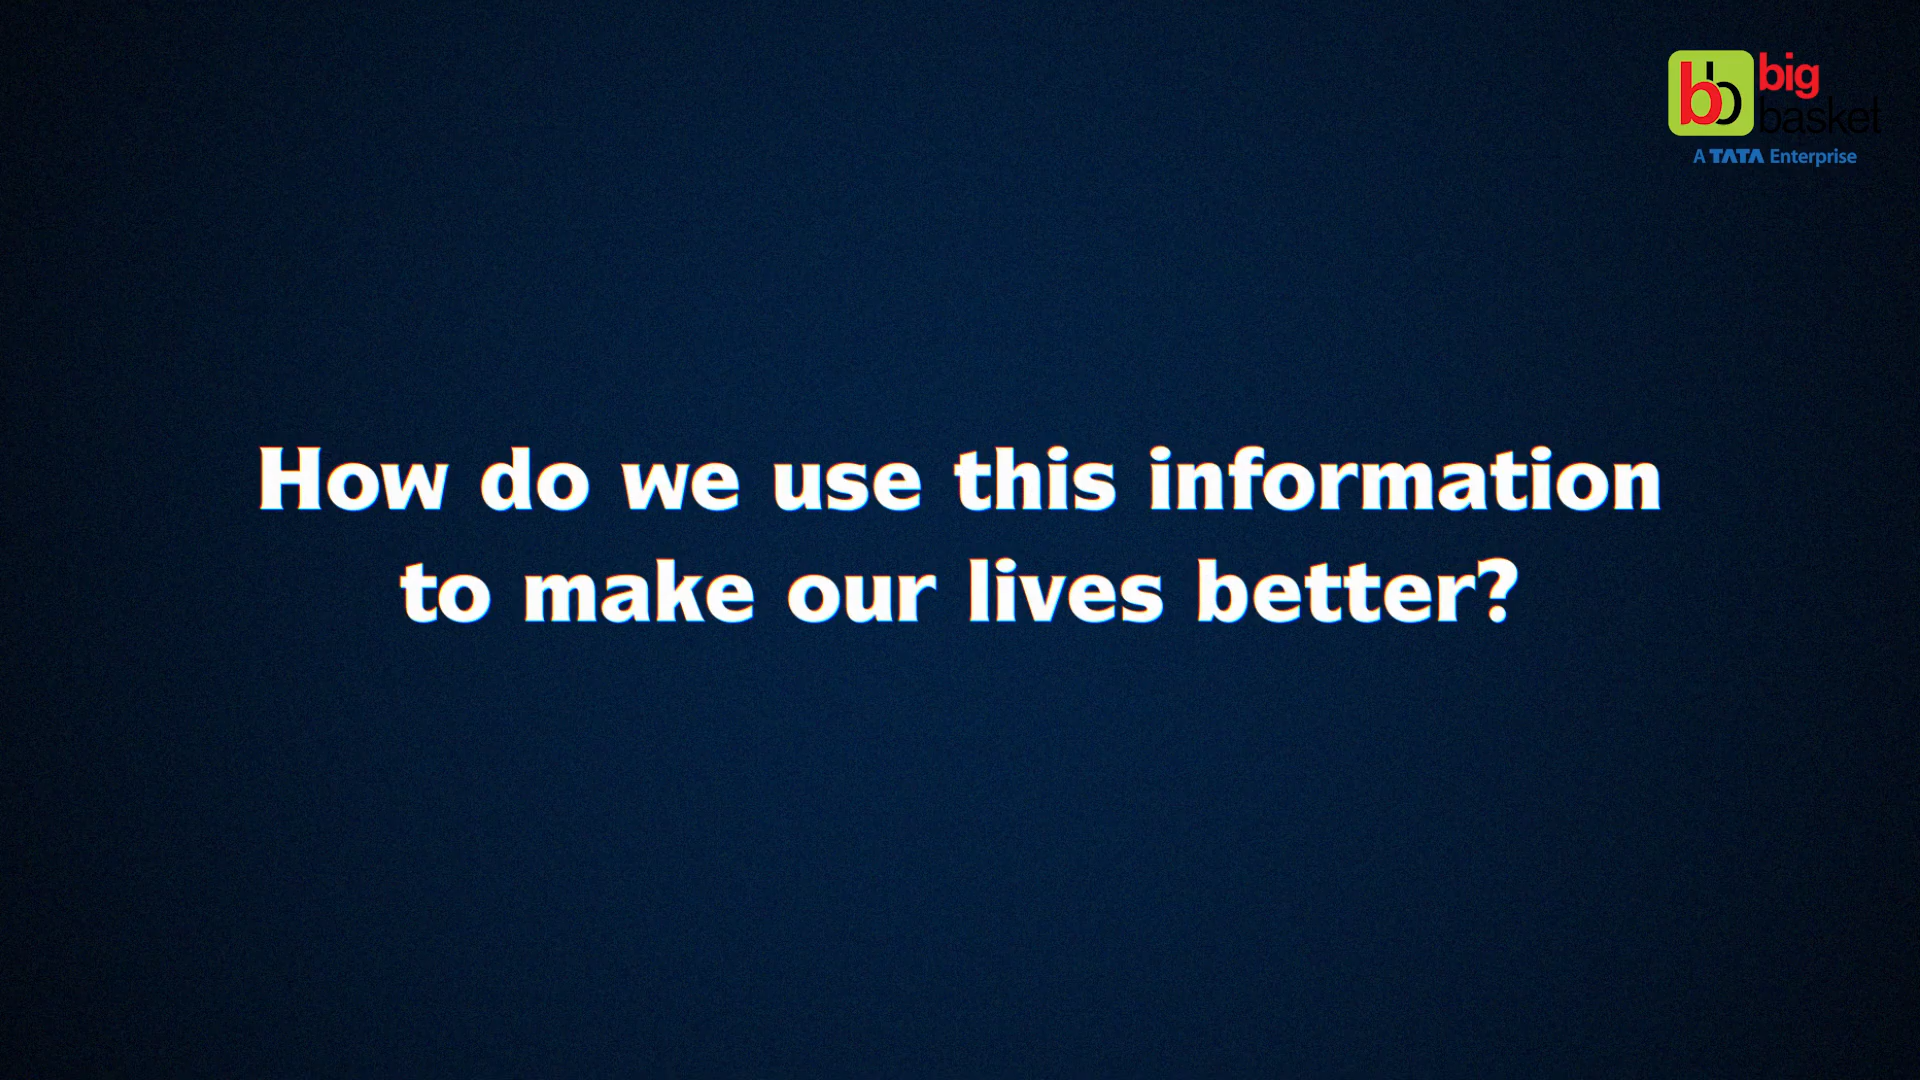 bb big
basket
A TATA Enterprise
How do we use this information
to make our lives better?